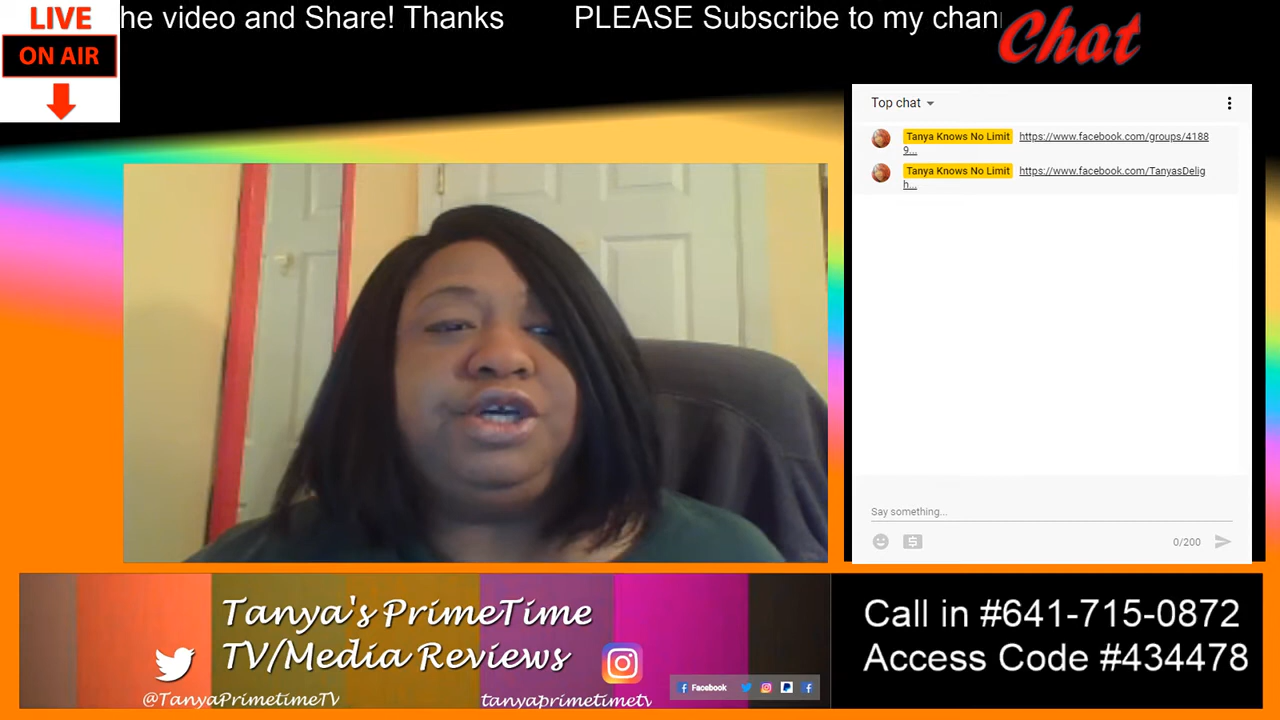 LIVE
ON AIR
he video and Share! Thanks PLEASE Subscribe to my chan
Chat
Top chat
Tanya Knows No Limit https://www.facebook.com/groups/4188
9...
Tanya Knows No Limit https://www.facebook.com/TanyasDelig
h...
Say something...
0/200
Tanya's PrimeTime
TV/Media Reviews
@TanyaPrimetimeTV
tanyaprimetimetv
Facebook
Call in #641-715-0872
Access Code #434478